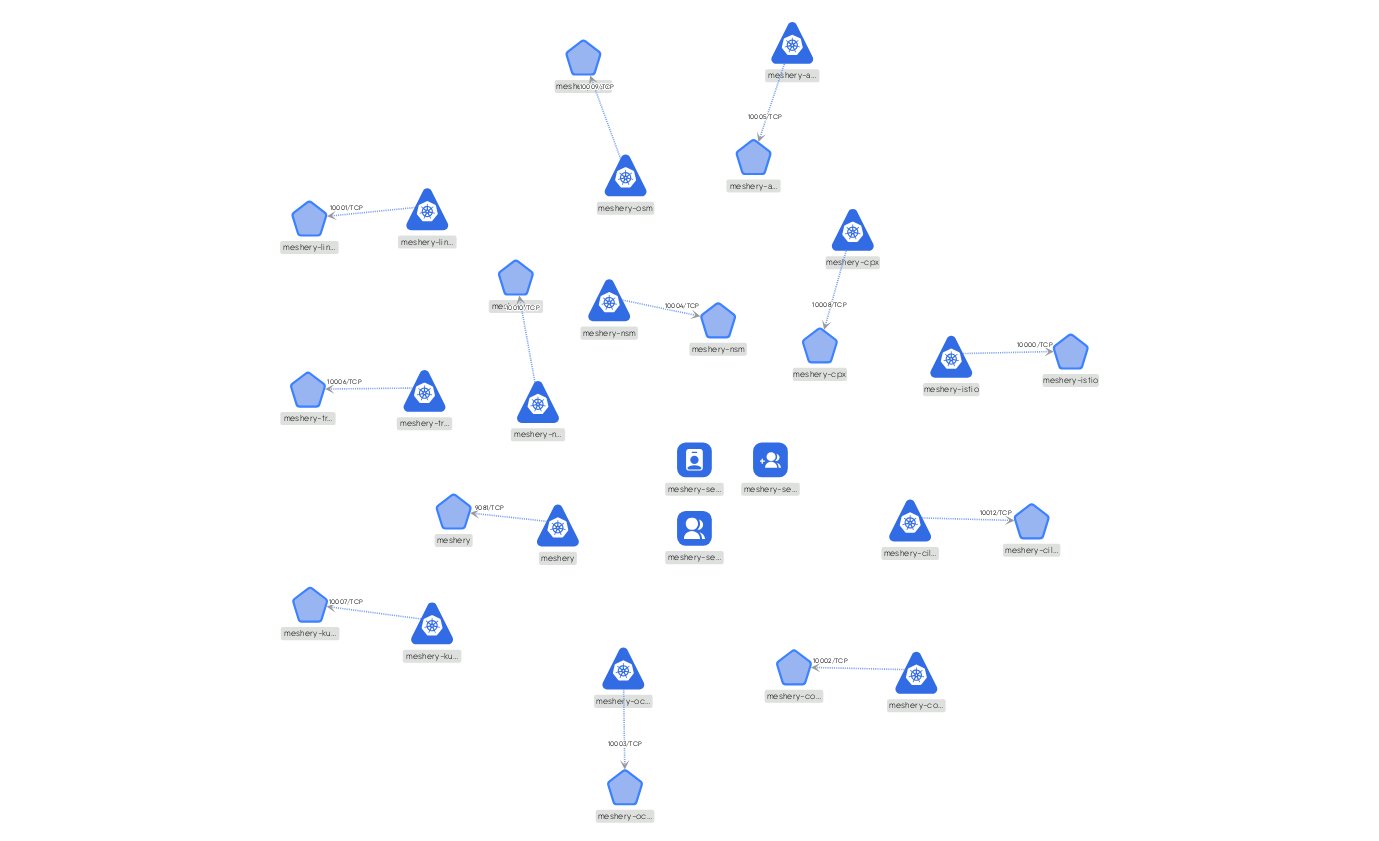 meshery-a...
10009/TCP
10005/TCP
meshery-a...
meshery-osm
10001/TCP
meshery-lin...
meshery-lin...
meshery-cpx
10010/TCP
10004/TCP
10008/TCP
meshery-nsm
meshery-nsm
10000/TCP
meshery-cpx
meshery-istio
meshery-istio
10006/TCP
meshery-tr...
meshery-tr...
meshery-n...
meshery-se...
meshery-se...
9081/TCP
10012/TCP
meshery
meshery
meshery-se...
meshery-cil...
meshery-cil...
10007/TCP
meshery-ku...
meshery-ku...
10002/TCP
meshery-oc...
meshery-co...
meshery-co...
10003/TCP
meshery-oc...